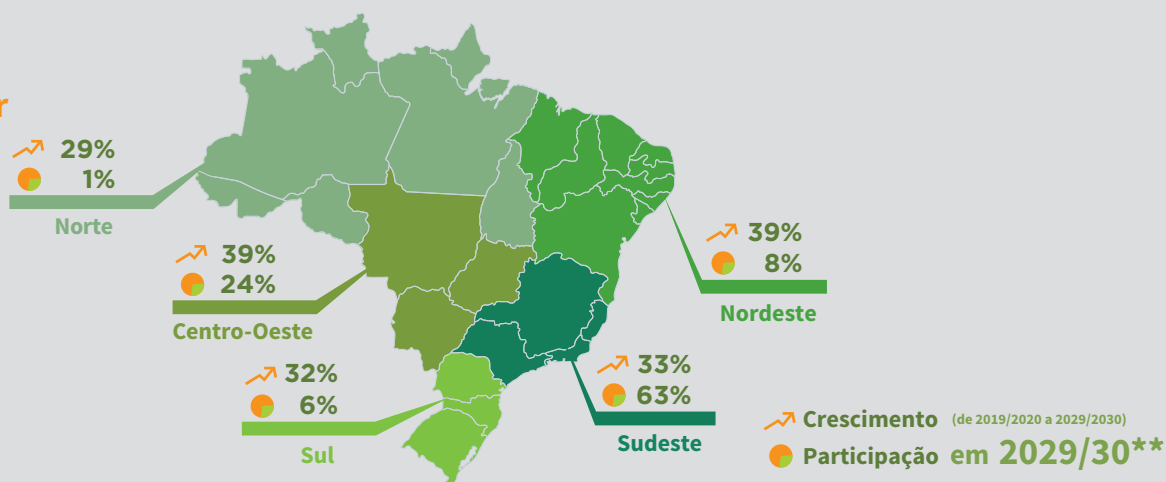 r
29%
1%
Norte
39%
24%
Centro-Oeste
32%
6%
Sul
39%
8%
Nordeste
33%
63%
Sudeste
Crescimento (de 2019/2020 a 2029/2030)
Participação em 2029/30**